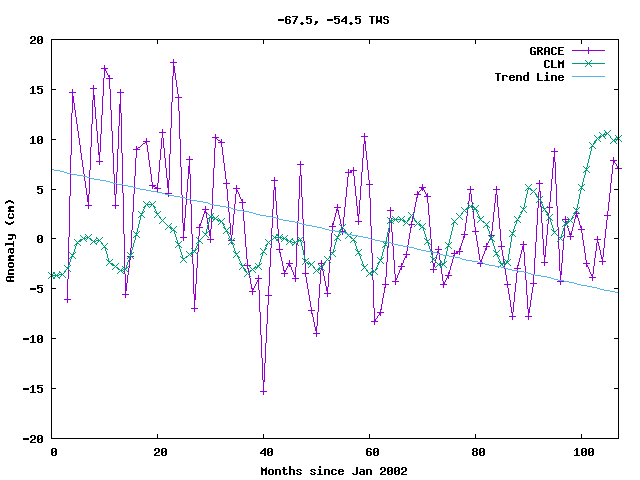 -67.5, -54.5 TWS
GRACE
CLM
Trend Line
20
15
10
5
0
-5
-10
-15
-20
Anomaly (cm)
0 20 40 60 80 100
Months since Jan 2002